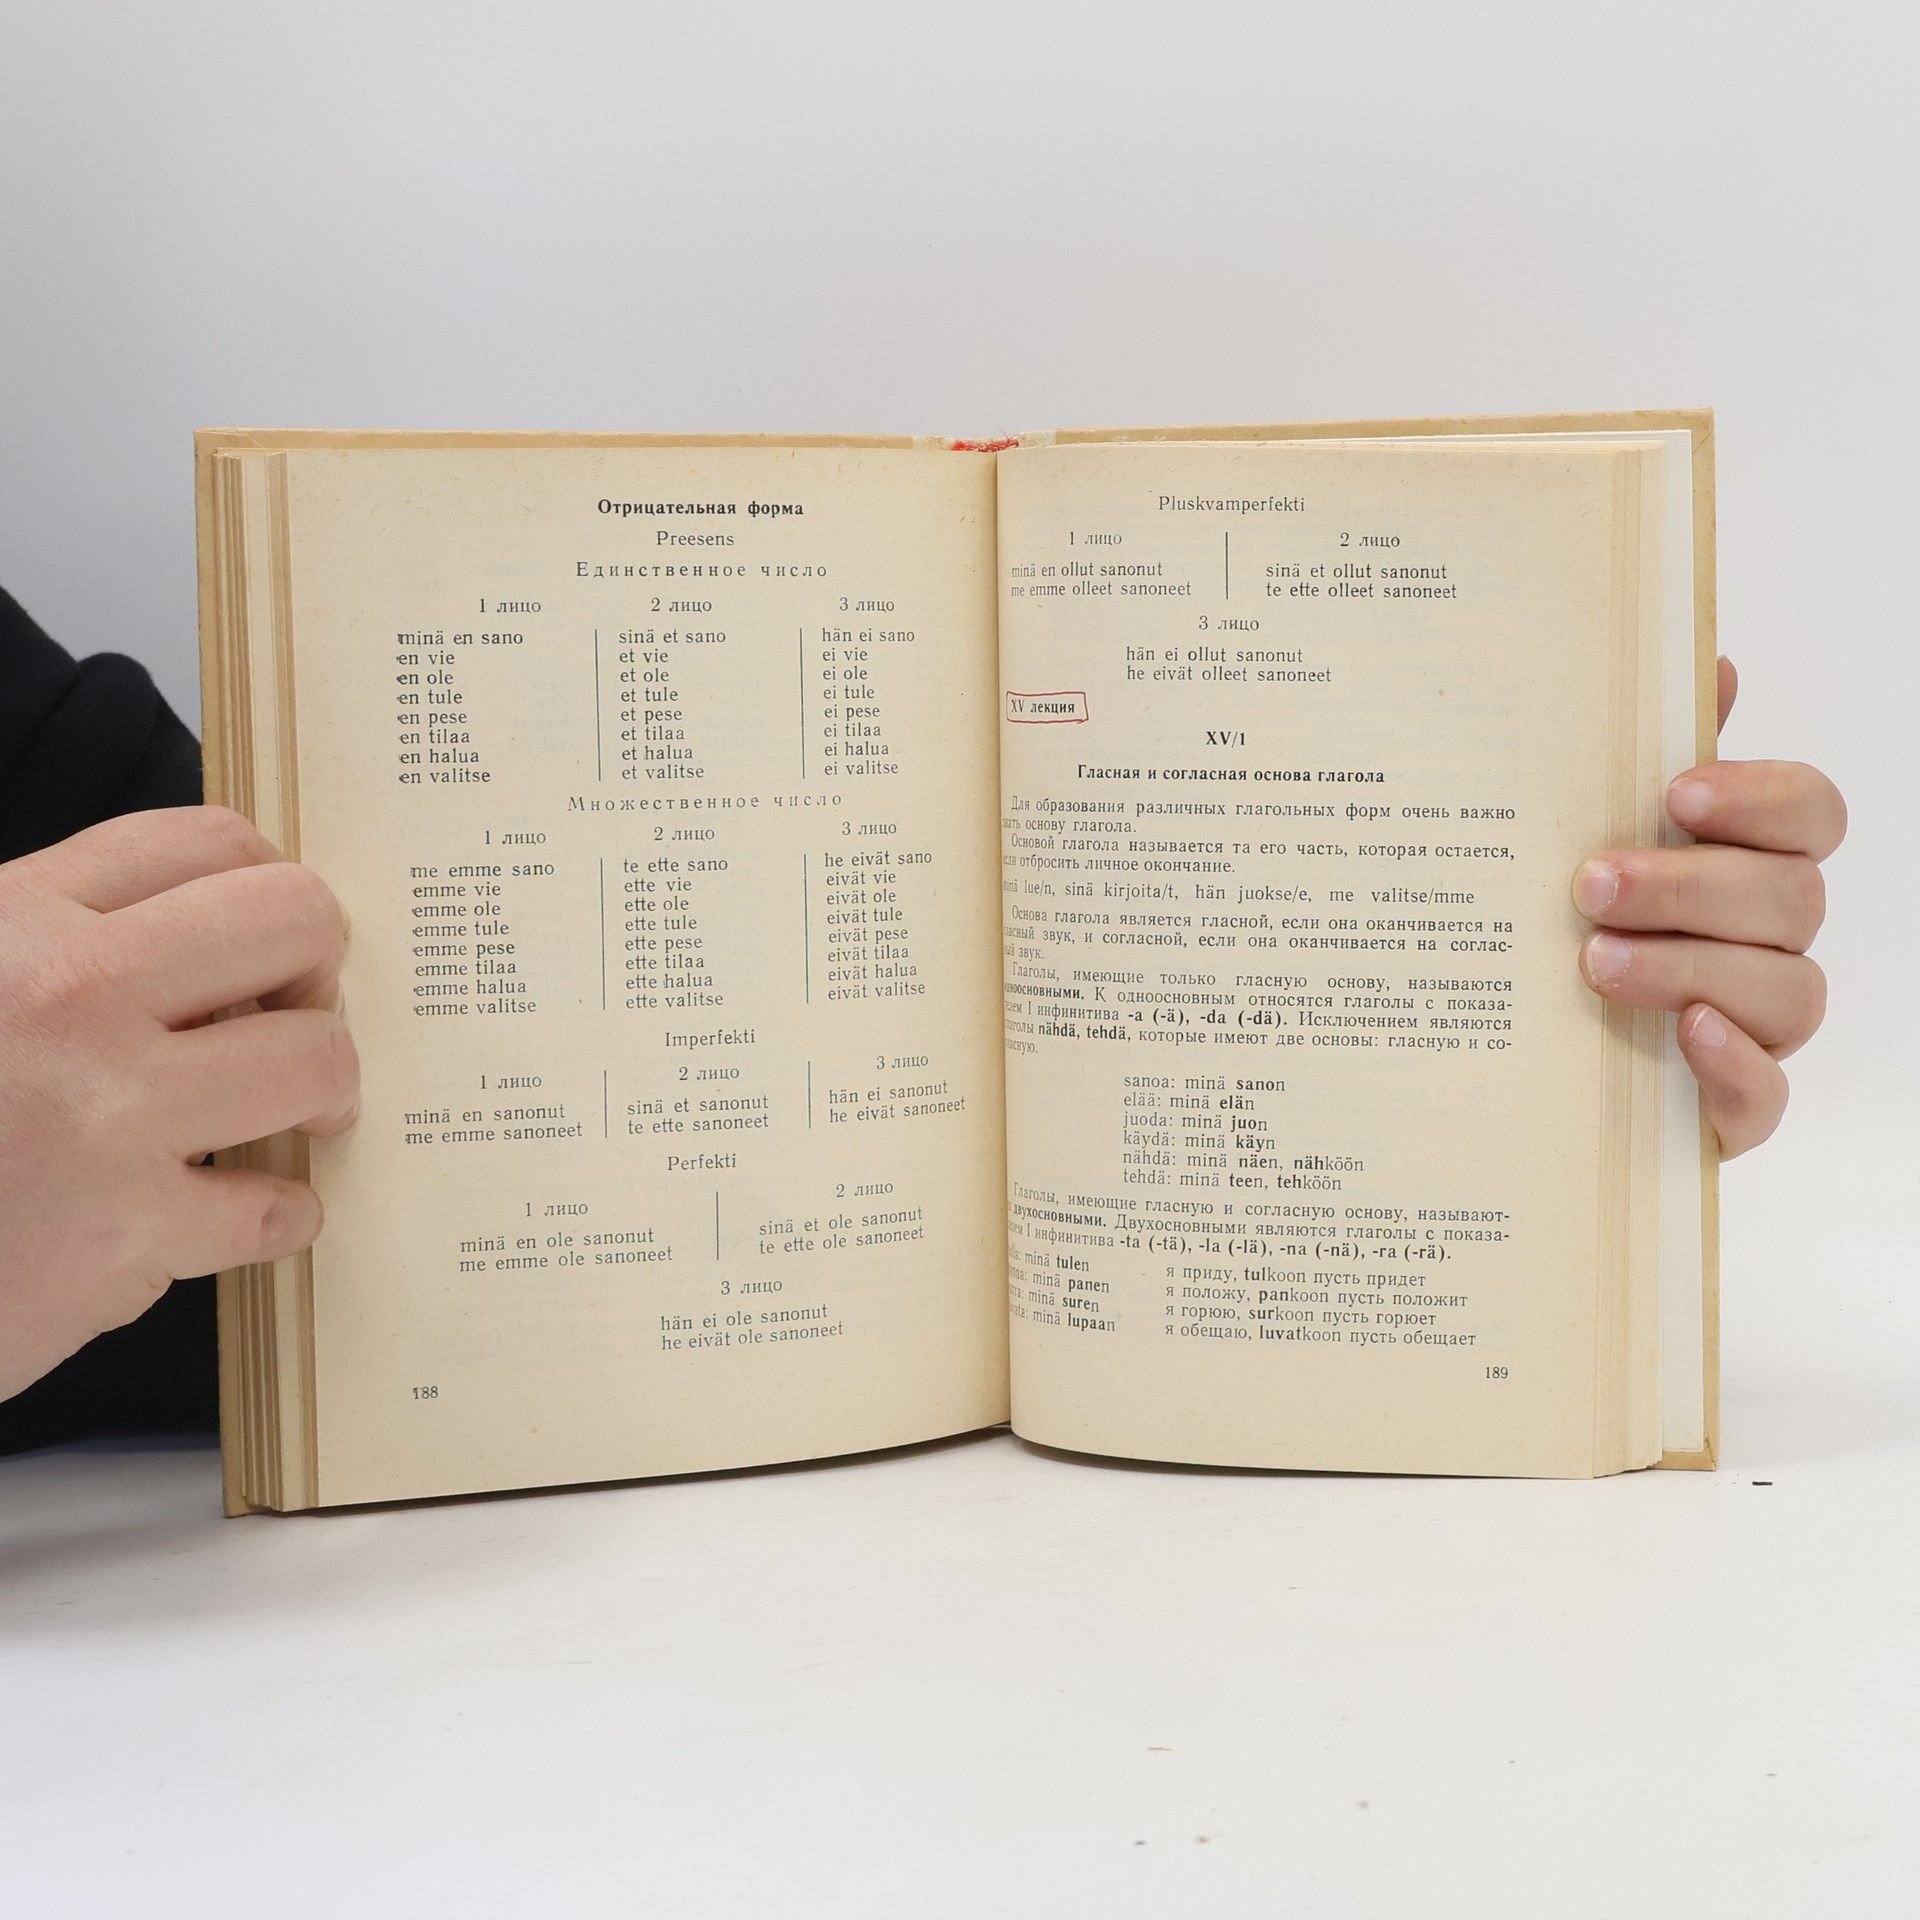 Отрицательная форма
Preesens
Единственное число
1 лицо 2 лицо 3 лицо
minä en sano sinä et sano hän ei sano
en vie et vie ei vie
en ole et ole ei ole
en tule et tule ei tule
en pese et pese ei pese
en tilaa et tilaa ei tilaa
en halua et halua ei halua
en valitse et valitse ei valitse
Множественное число
1 лицо 2 лицо 3 лицо
me emme sano te ette sano he eivät sano
emme vie ette vie eivät vie
emme ole ette ole eivät ole
emme tule ette tule eivät tule
emme pese ette pese eivät pese
emme tilaa ette tilaa eivät tilaa
emme halua ette halua eivät halua
emme valitse ette valitse eivät valitse
Imperfekti
1 лицо 2 лицо 3 лицо
minä en sanonut sinä et sanonut hän ei sanonut
me emme sanoneet te ette sanoneet he eivät sanoneet
Perfekti
1 лицо 2 лицо
minä en ole sanonut sinä et ole sanonut
me emme ole sanoneet te ette ole sanoneet
3 лицо
hän ei ole sanonut
he eivät ole sanoneet
188
Pluskvamperfekti
1 лицо 2 лицо
minä en ollut sanonut sinä et ollut sanonut
me emme olleet sanoneet te ette olleet sanoneet
3 лицо
hän ei ollut sanonut
he eivät olleet sanoneet
XV лекция
XV/1
Гласная и согласная основа глагола
Для образования различных глагольных форм очень важно
основу глагола.
Основой глагола называется та его часть, которая остается,
отбросить личное окончание.
lue/n, sinä kirjoita/t, hän juokse/e, me valitse/mme
Основа глагола является гласной, если она оканчивается на
звук, и согласной, если она оканчивается на соглас-
звук.
Глаголы, имеющие только гласную основу, называются
К одноосновным относятся глаголы с показа-
I инфинитива -a (-ä), -da (-dä). Исключением являются
nähdä, tehdä, которые имеют две основы: гласную и со-
sanoa: minä sanon
elää: minä elän
juoda: minä juon
käydä: minä käyn
nähdä: minä näen, nähköön
tehdä: minä teen, tehköön
Глаголы, имеющие гласную и согласную основу, называют-
двухосновными. Двухосновными являются глаголы с показа-
I инфинитива -ta (-tä), -la (-lä), -na (-nä), -ra (-rä).
minä tulen я приду, tulkoon пусть придет
minä panen я положу, pankoon пусть положит
minä suren я горюю, surkoon пусть горюет
minä lupaan я обещаю, luvatkoon пусть обещает
189